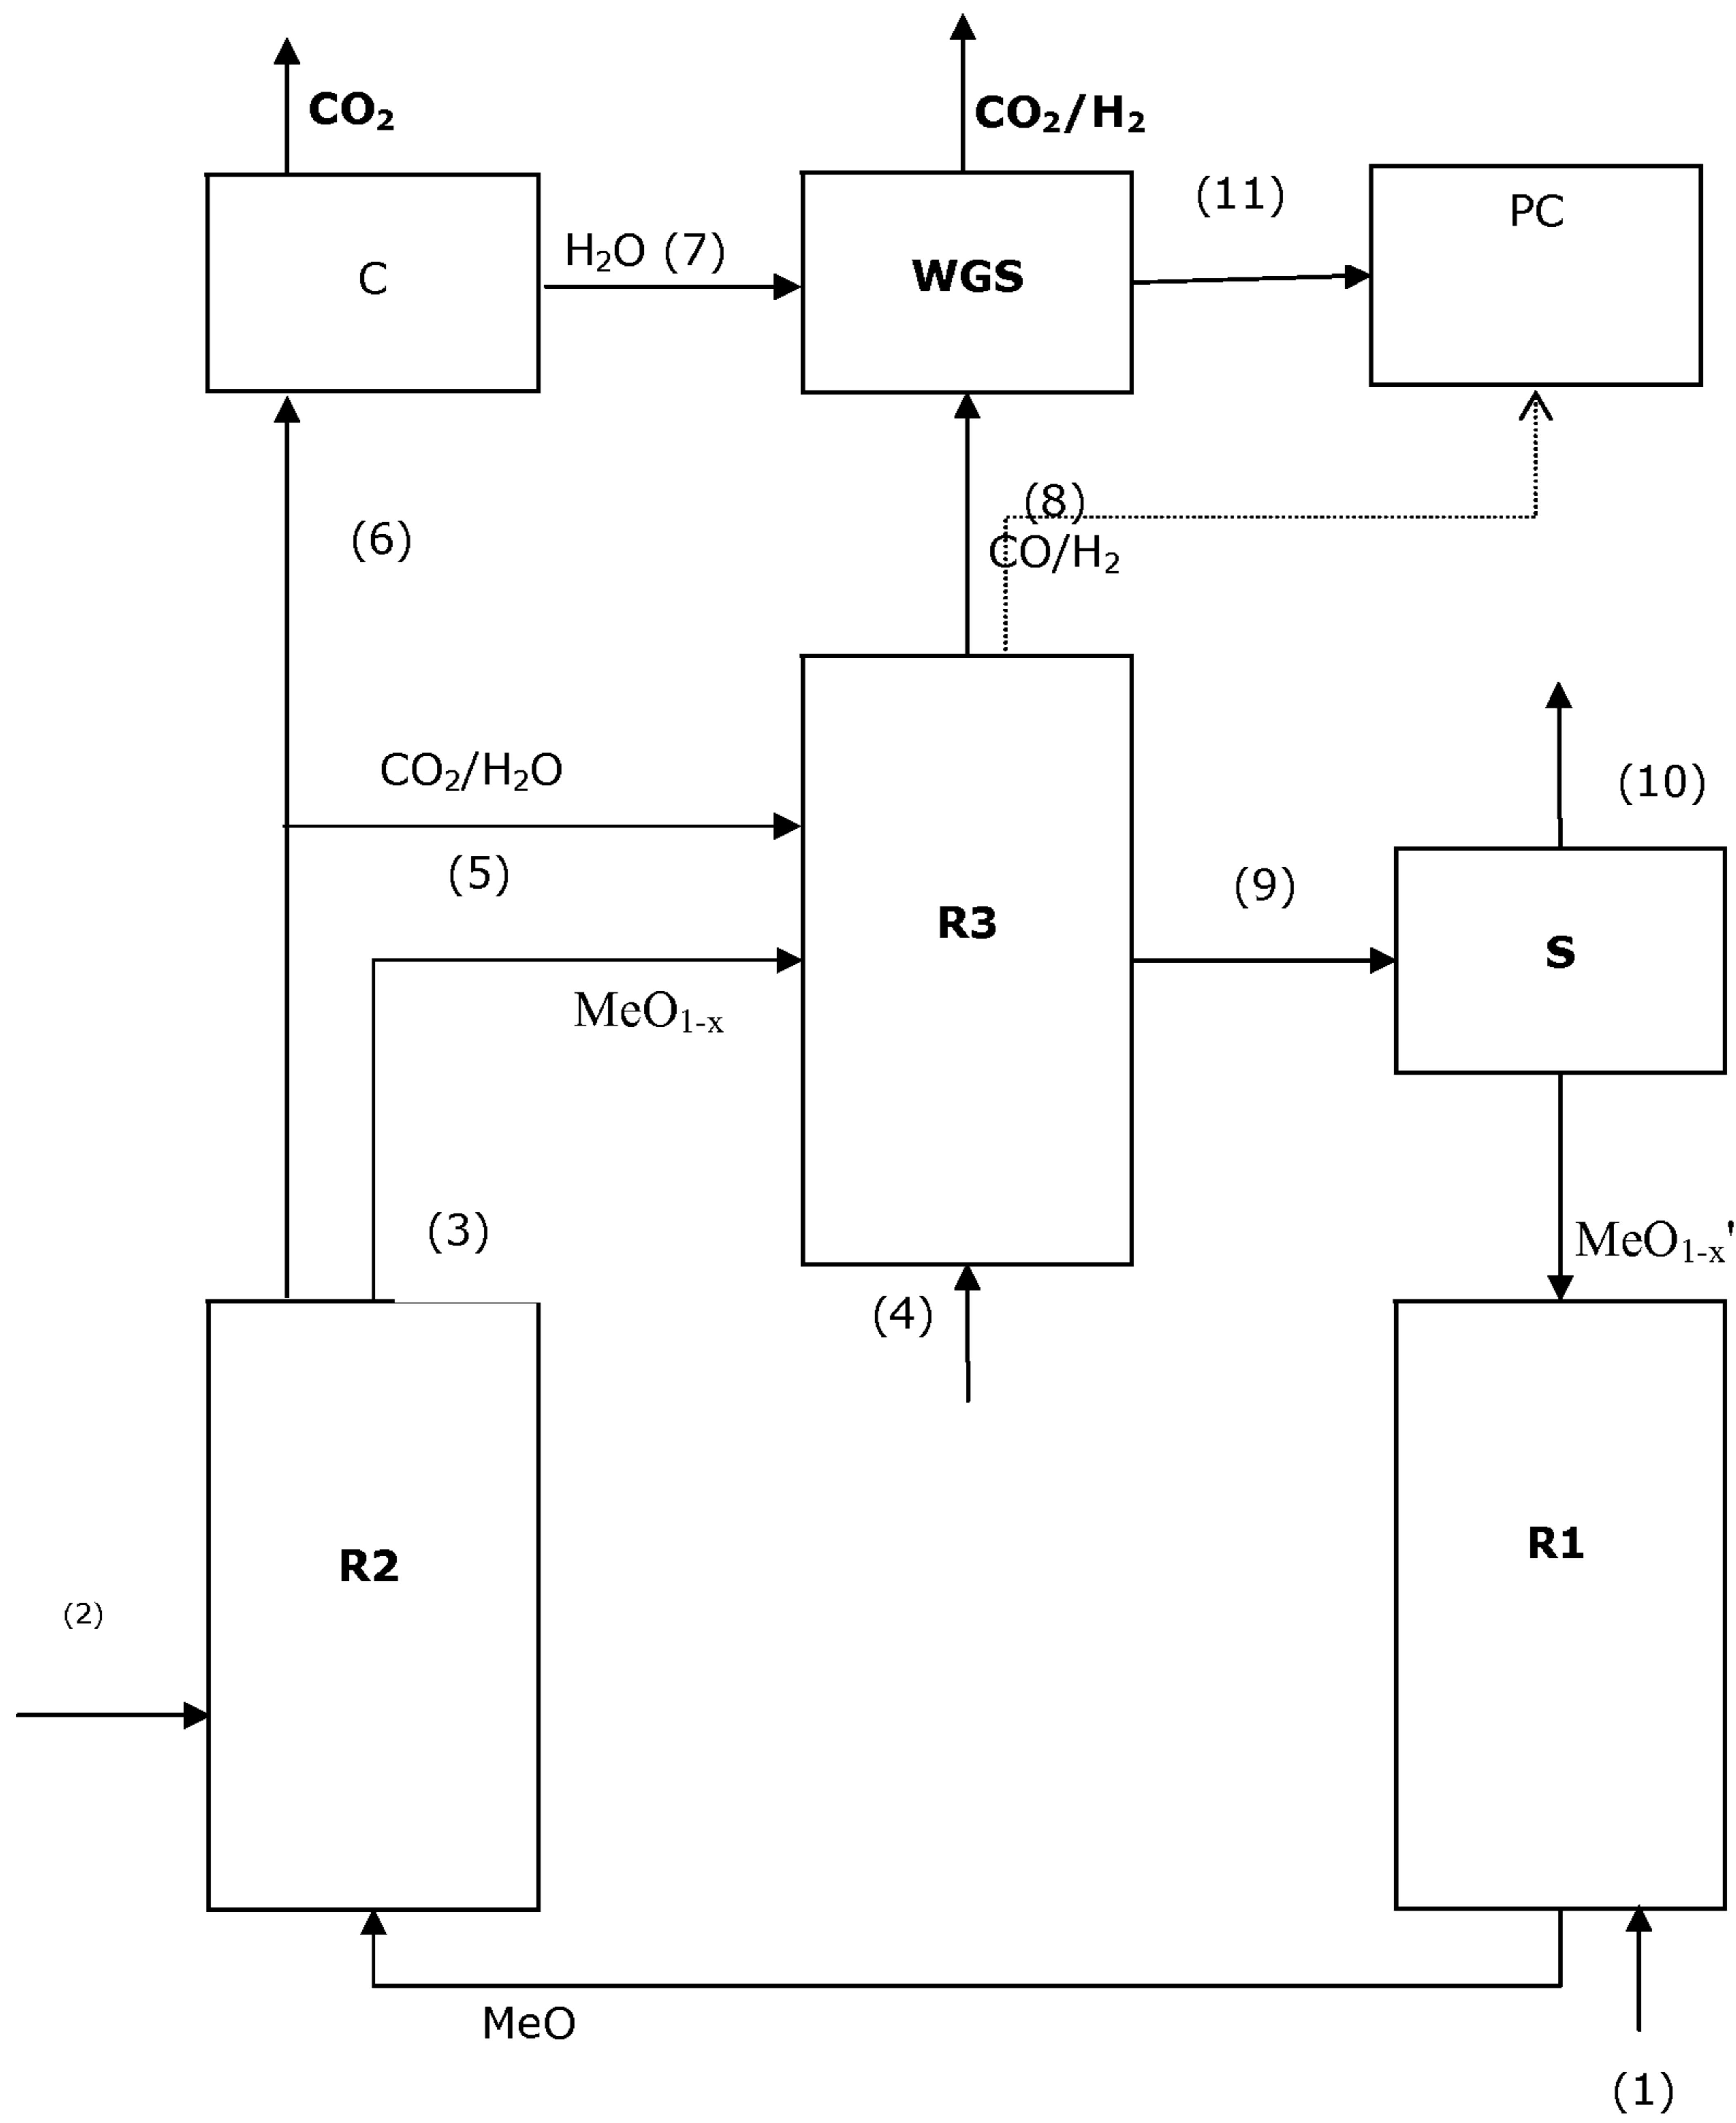 CO₂
CO₂/H₂
(11)
PC
C
H₂O (7)
WGS
(6)
(8)
CO/H₂
CO₂/H₂O
(5)
(10)
(9)
R3
S
MeO₁₋ₓ
(3)
(4)
MeO₁₋ₓ'
R2
R1
(2)
MeO
(1)